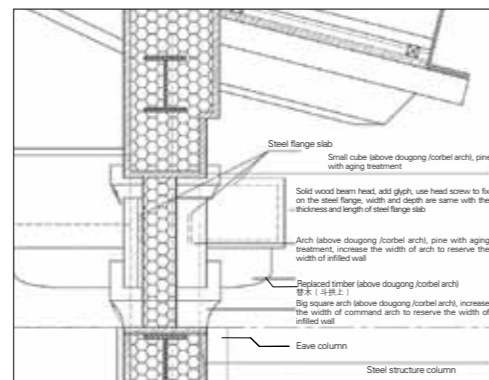 Steel flange slab
Small cube (above dougong /corbel arch), pine
with aging treatment
Solid wood beam head, add glyph, use head screw to fix
on the steel flange, width and depth are same with the
thickness and length of steel flange slab
Arch (above dougong /corbel arch), pine with aging
treatment, increase the width of arch to reserve the
width of infilled wall
Replaced timber (above dougong /corbel arch)
替木（斗拱上）
Big square arch (above dougong /corbel arch), increase
the width of command arch to reserve the width of
infilled wall
Eave column
Steel structure column